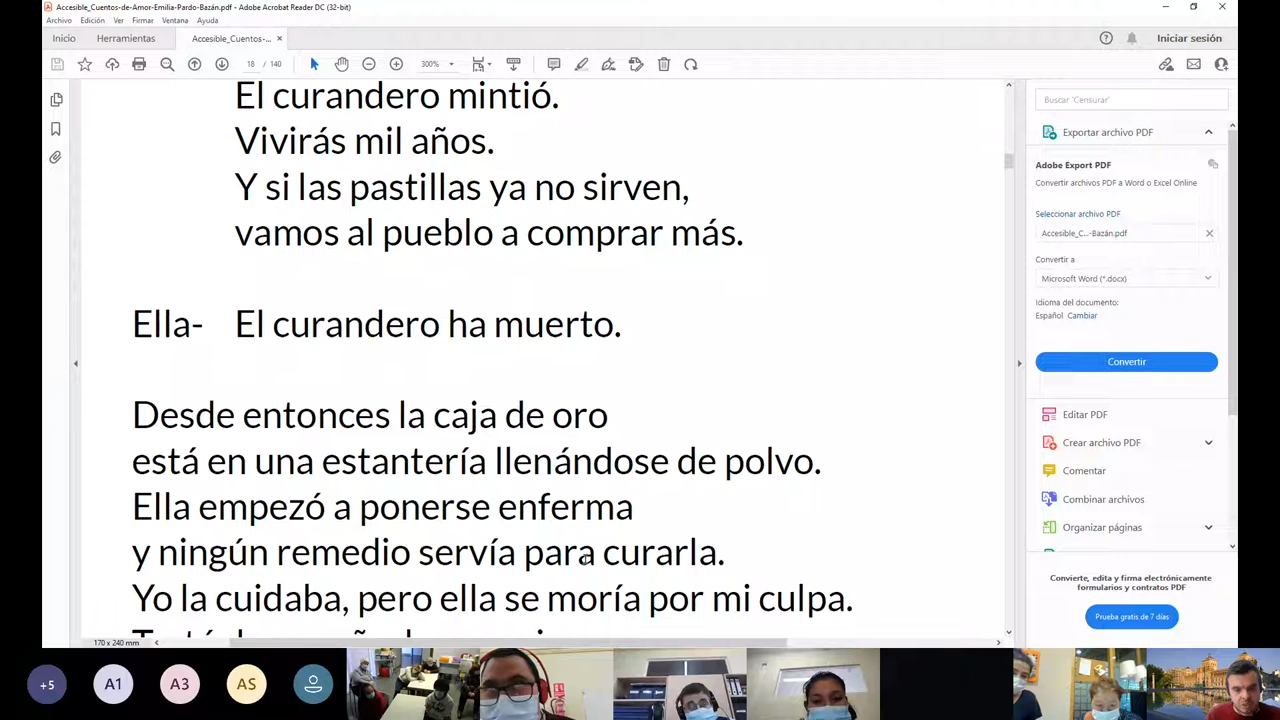 Accesible_Cuentos-de-Amor-Emilia-Pardo-Bazán.pdf - Adobe Acrobat Reader DC (32-bit)
Archivo Edición Ver Firmar Ventana Ayuda
Inicio Herramientas Accesible_Cuentos-... × Iniciar sesión
18 / 140 300%
El curandero mintió.
Vivirás mil años.
Y si las pastillas ya no sirven,
vamos al pueblo a comprar más.
Ella- El curandero ha muerto.
Desde entonces la caja de oro
está en una estantería llenándose de polvo.
Ella empezó a ponerse enferma
y ningún remedio servía para curarla.
Yo la cuidaba, pero ella se moría por mi culpa.
170 x 240 mm
Buscar 'Censurar'
Exportar archivo PDF
Adobe Export PDF
Convertir archivos PDF a Word o Excel Online
Seleccionar archivo PDF
Accesible_C...-Bazán.pdf
Convertir a
Microsoft Word (*.docx)
Idioma del documento:
Español Cambiar
Convertir
Editar PDF
Crear archivo PDF
Comentar
Combinar archivos
Organizar páginas
Convierte, edita y firma electrónicamente
formularios y contratos PDF
Prueba gratis de 7 días
+5 A1 A3 AS